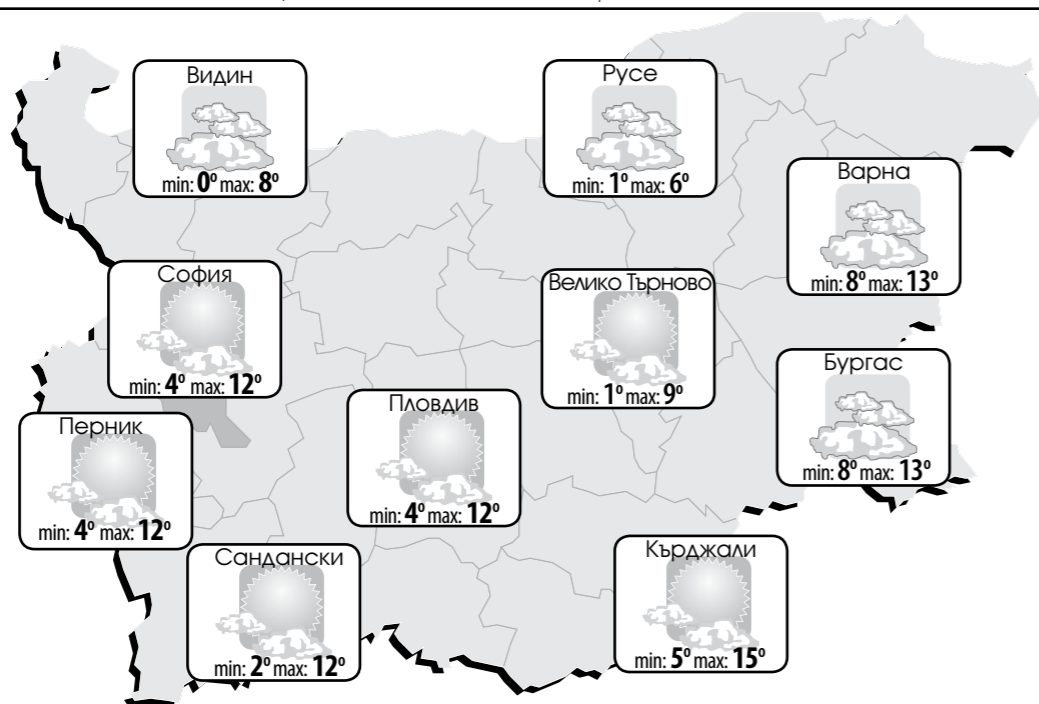 Видин
min: 0° max: 8°
Русе
min: 1° max: 6°
Варна
min: 8° max: 13°
София
min: 4° max: 12°
Велико Търново
min: 1° max: 9°
Бургас
min: 8° max: 13°
Пловдив
min: 4° max: 12°
Перник
min: 4° max: 12°
Сандански
min: 2° max: 12°
Кърджали
min: 5° max: 15°